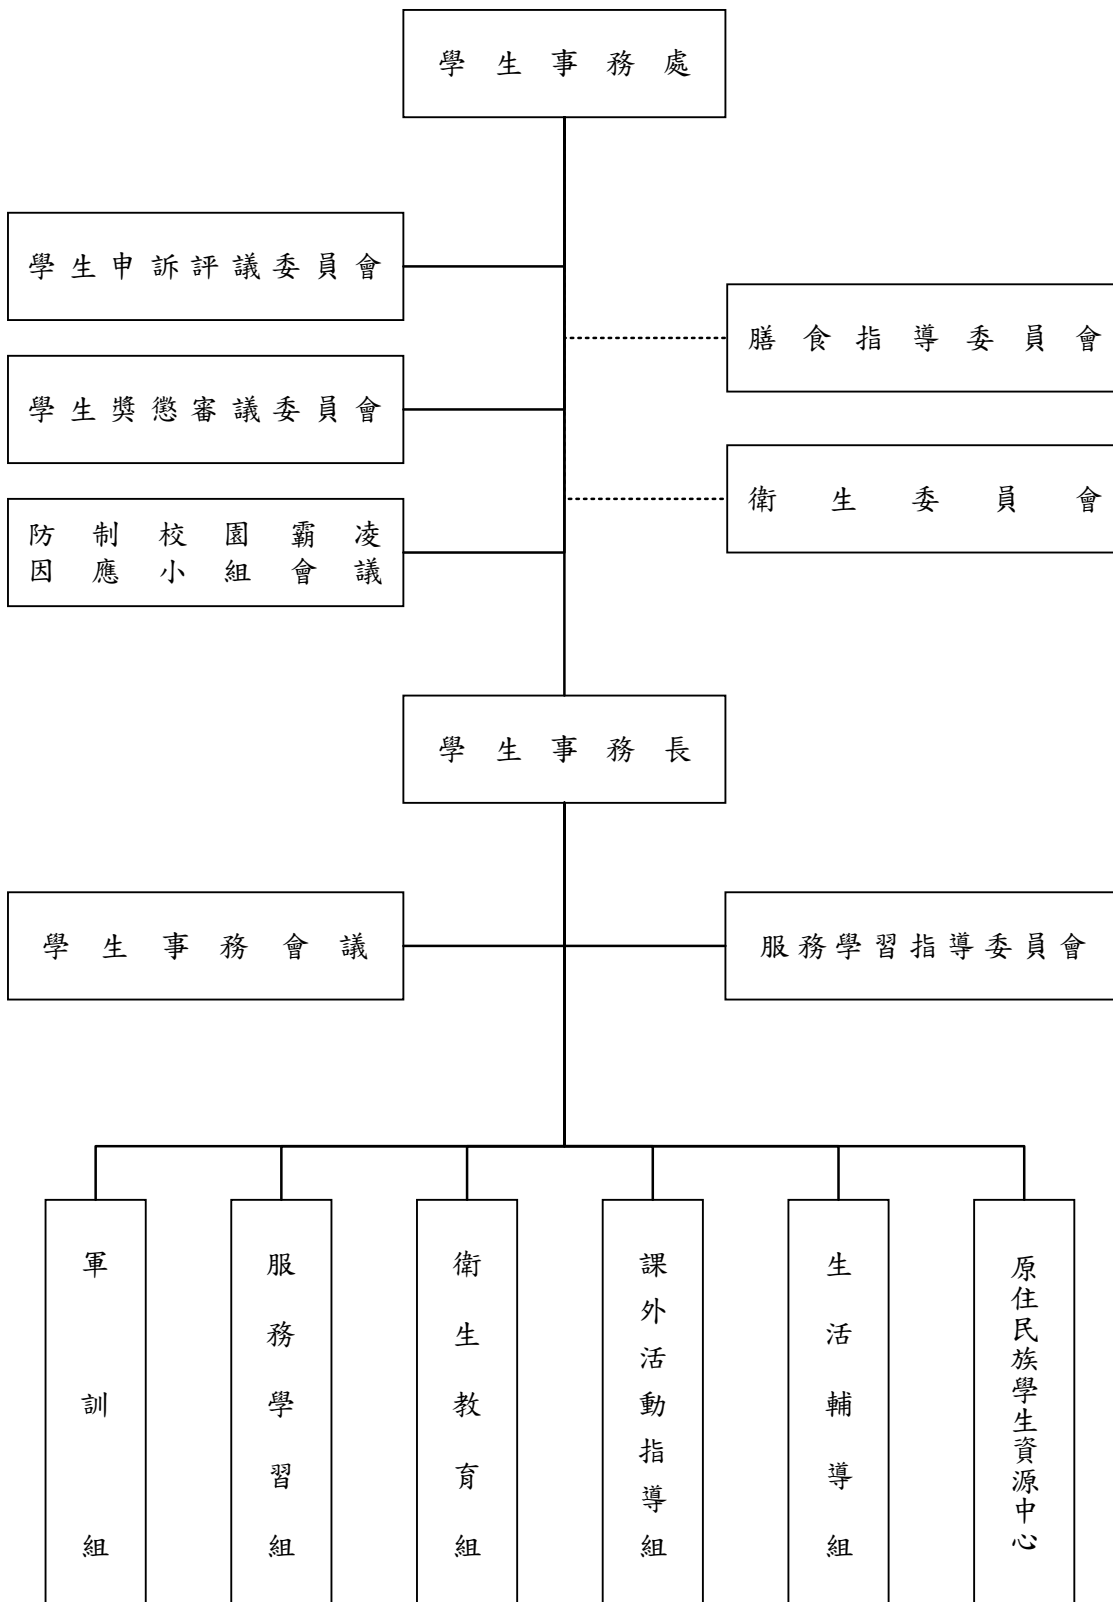 學生事務處
學生申訴評議委員會
膳食指導委員會
學生獎懲審議委員會
衛生委員會
防制校園霸凌
因應小組會議
學生事務長
學生事務會議
服務學習指導委員會
軍訓組
服務學習組
衛生教育組
課外活動指導組
生活輔導組
原住民族學生資源中心